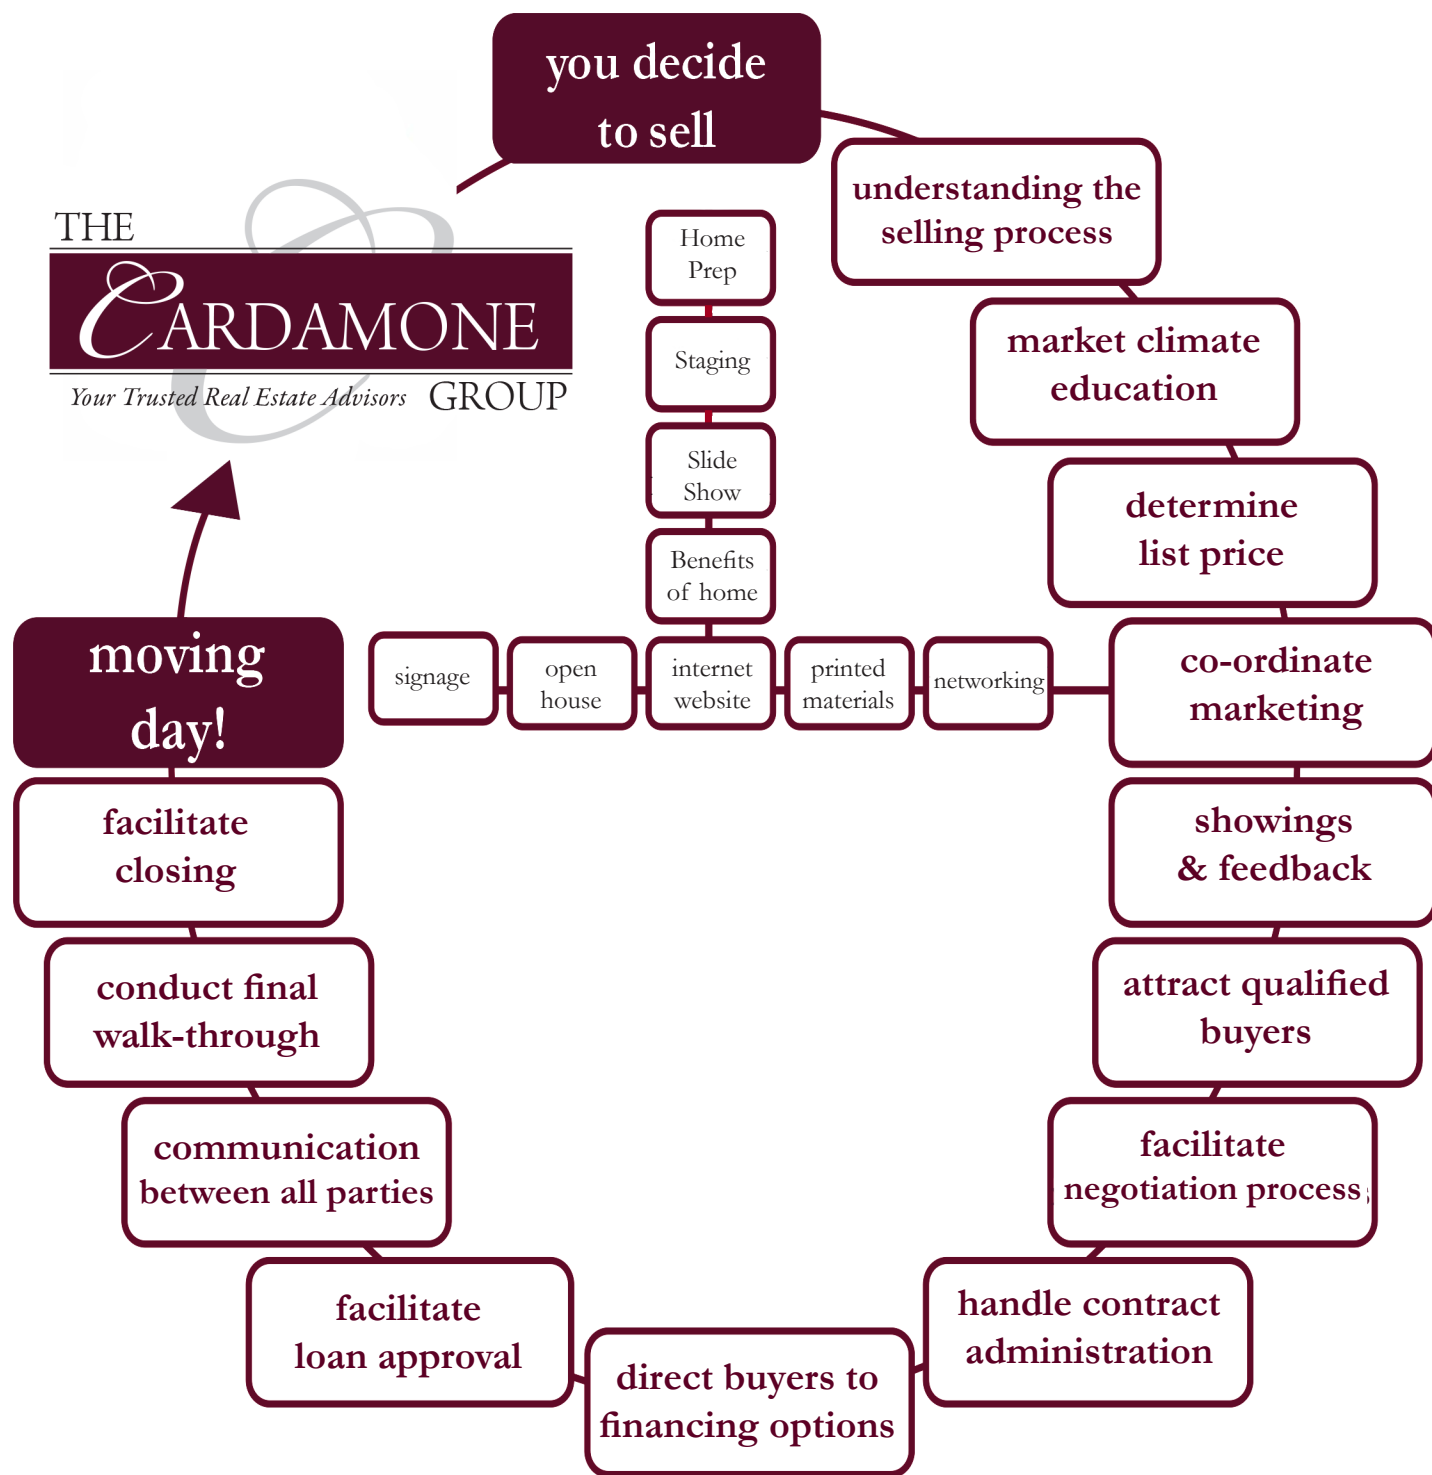 you decide
to sell
THE
CARDAMONE
Your Trusted Real Estate Advisors GROUP
understanding the
selling process
market climate
education
determine
list price
co-ordinate
marketing
Home
Prep
Staging
Slide
Show
Benefits
of home
signage
open
house
internet
website
printed
materials
networking
showings
& feedback
attract qualified
buyers
facilitate
negotiation process
handle contract
administration
direct buyers to
financing options
facilitate
loan approval
communication
between all parties
conduct final
walk-through
facilitate
closing
moving
day!